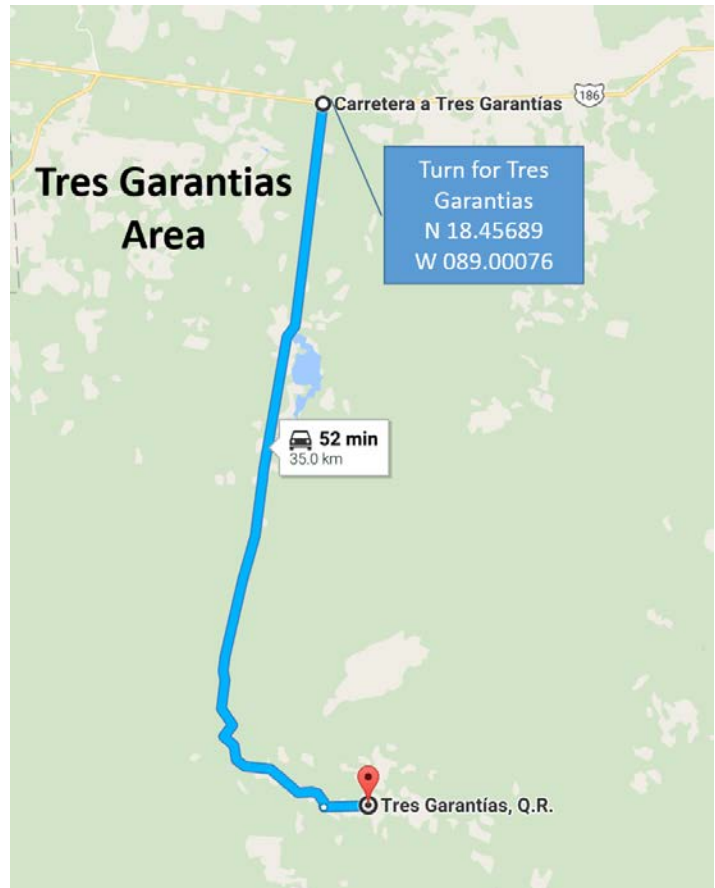 Carretera a Tres Garantías
186
Tres Garantias
Area
Turn for Tres
Garantias
N 18.45689
W 089.00076
52 min
35.0 km
Tres Garantías, Q.R.